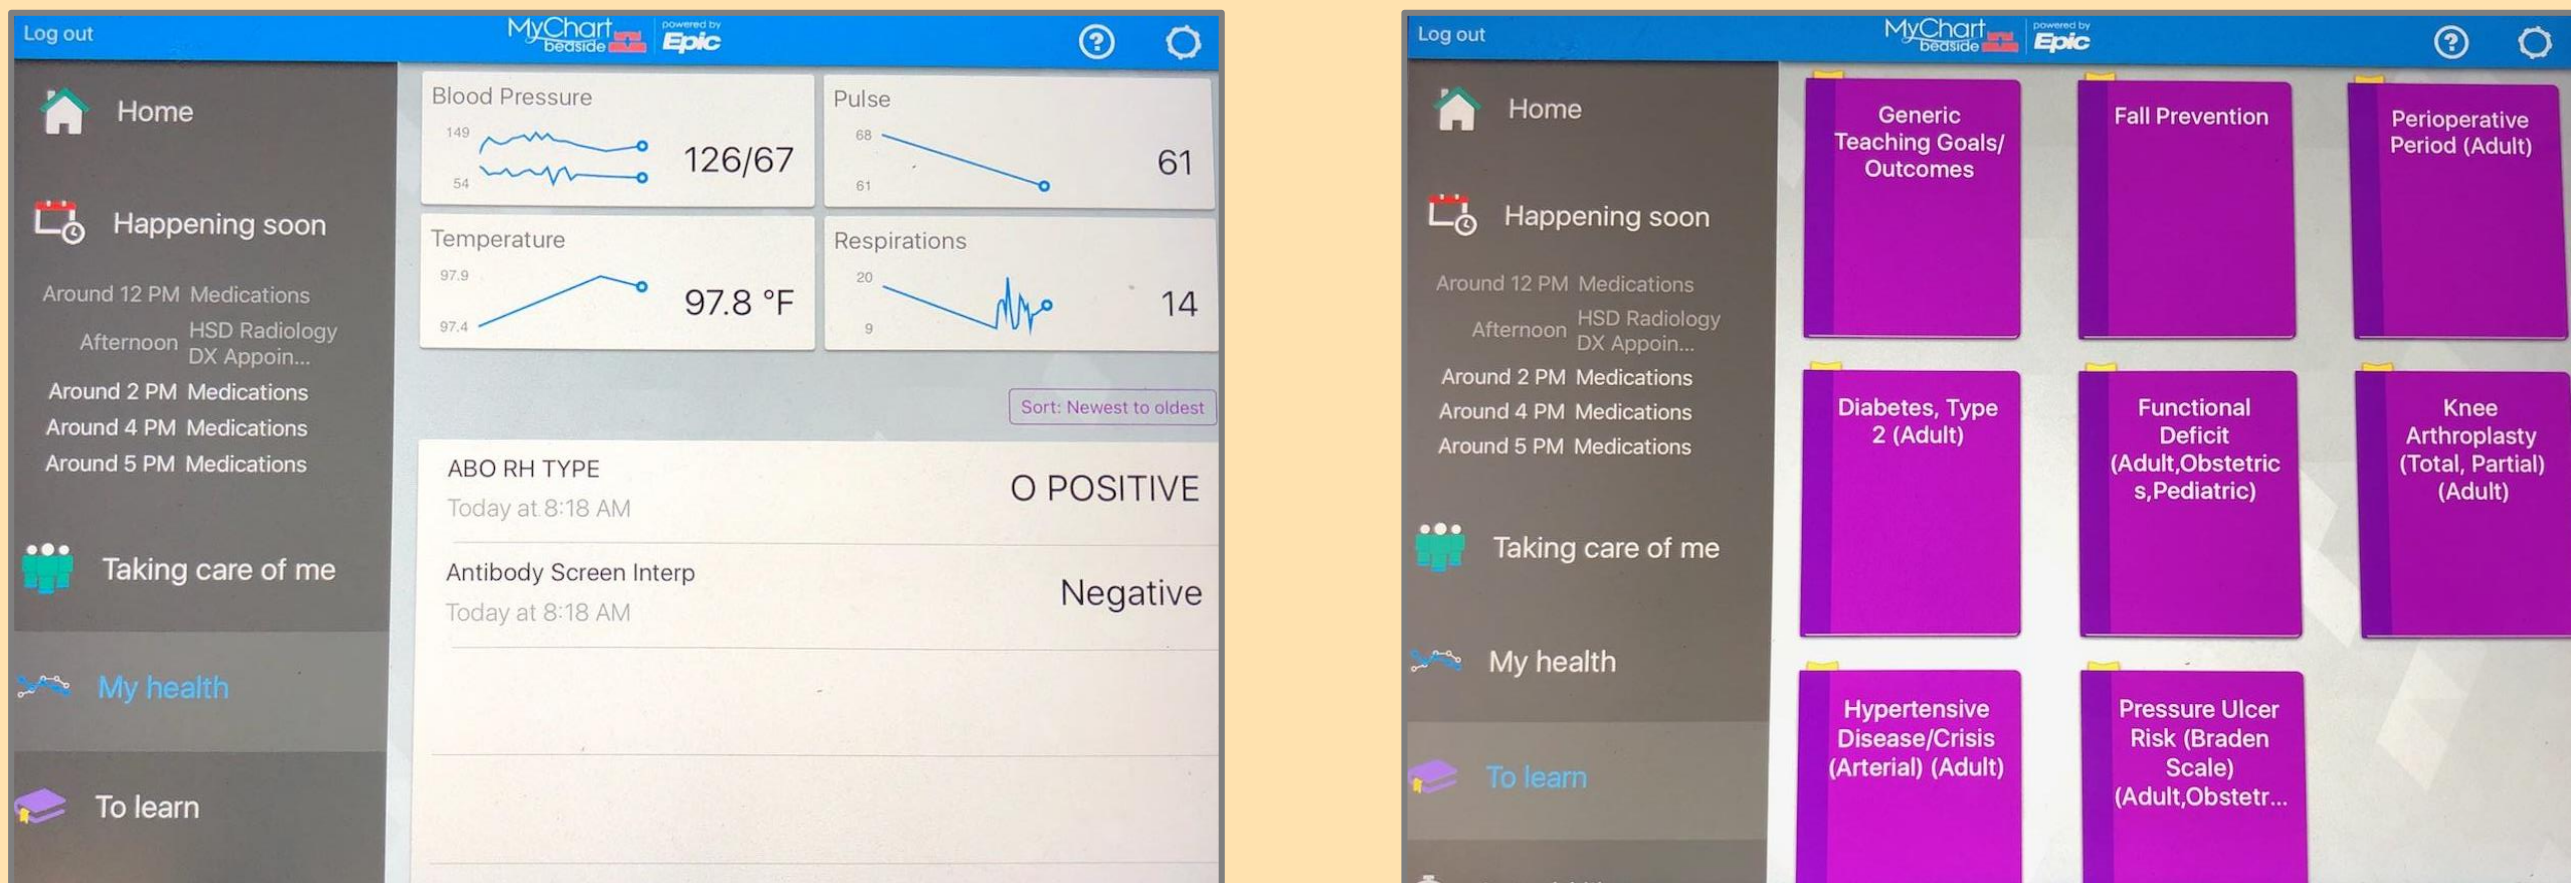 Log out
MyChart
bedside
powered by
Epic
?
Home
Happening soon
Around 12 PM Medications
Afternoon HSD Radiology
DX Appoin...
Around 2 PM Medications
Around 4 PM Medications
Around 5 PM Medications
Taking care of me
My health
To learn
Blood Pressure
149
54
126/67
Pulse
68
61
61
Temperature
97.9
97.4
97.8 °F
Respirations
20
9
14
Sort: Newest to oldest
ABO RH TYPE
Today at 8:18 AM
O POSITIVE
Antibody Screen Interp
Today at 8:18 AM
Negative
Log out
MyChart
bedside
powered by
Epic
?
Home
Happening soon
Around 12 PM Medications
Afternoon HSD Radiology
DX Appoin...
Around 2 PM Medications
Around 4 PM Medications
Around 5 PM Medications
Taking care of me
My health
To learn
Generic
Teaching Goals/
Outcomes
Fall Prevention
Perioperative
Period (Adult)
Diabetes, Type
2 (Adult)
Functional
Deficit
(Adult,Obstetric
s,Pediatric)
Knee
Arthroplasty
(Total, Partial)
(Adult)
Hypertensive
Disease/Crisis
(Arterial) (Adult)
Pressure Ulcer
Risk (Braden
Scale)
(Adult,Obstetr...